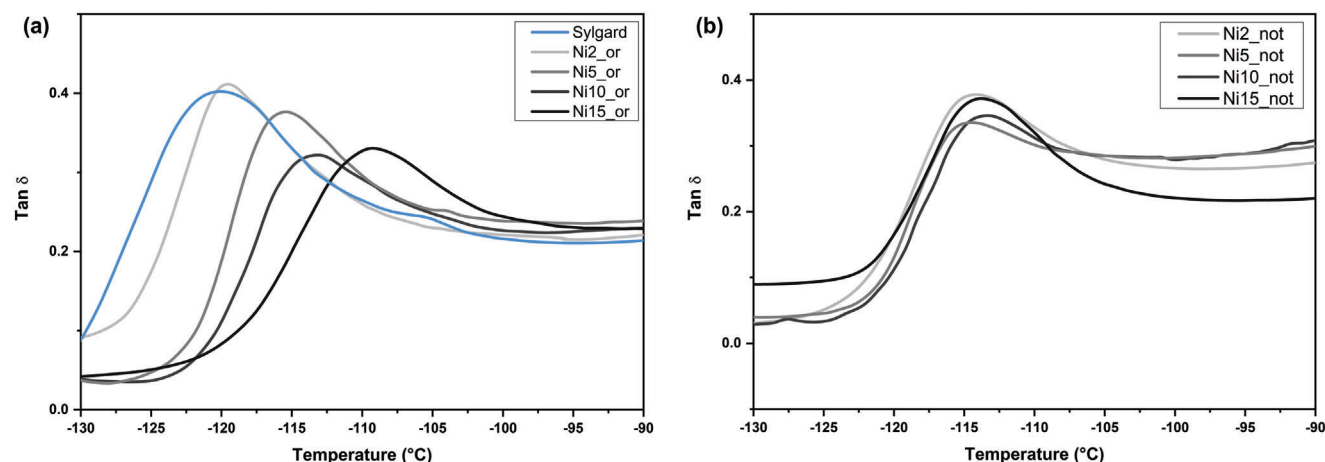 (a)
Sylgard
Ni2_or
Ni5_or
Ni10_or
Ni15_or
0.4
0.2
0.0
Tan δ
-130 -125 -120 -115 -110 -105 -100 -95 -90
Temperature (°C)
(b)
Ni2_not
Ni5_not
Ni10_not
Ni15_not
0.4
0.2
0.0
Tan δ
-130 -125 -120 -115 -110 -105 -100 -95 -90
Temperature (°C)